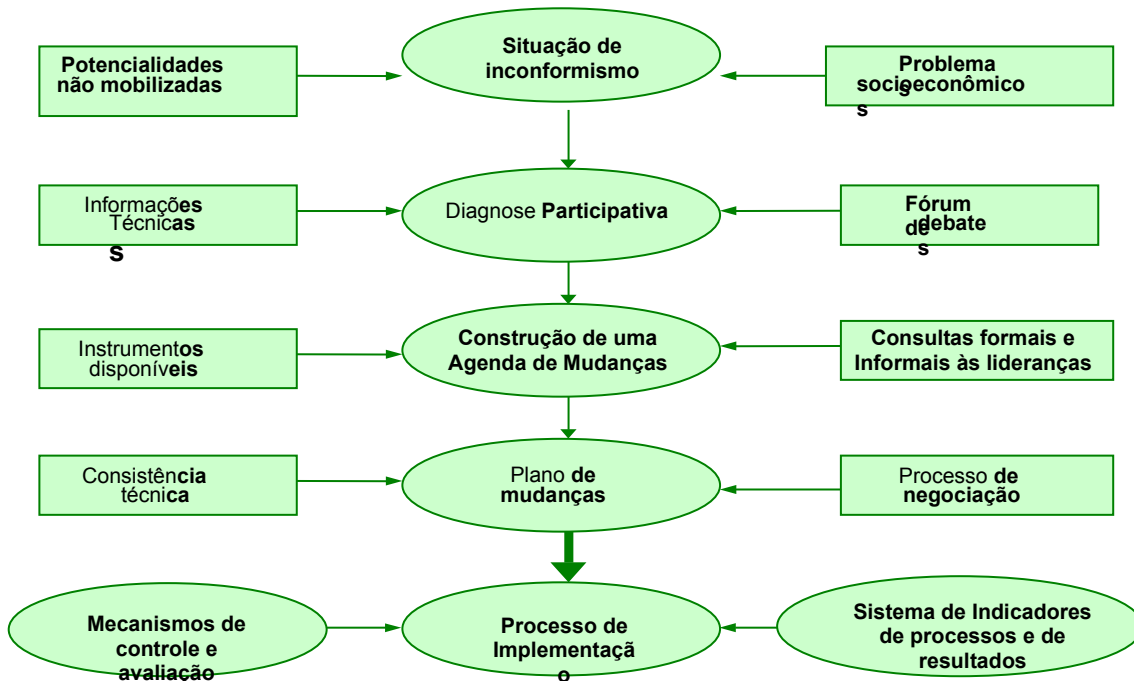 Situação de
inconformismo
Potencialidades
não mobilizadas
Problema
socioeconômico
s
s
Informações
Técnicas
s
Diagnose Participativa
Fórum
de debate
s
Instrumentos
disponíveis
Construção de uma
Agenda de Mudanças
Consultas formais e
Informais às lideranças
Consistência
técnica
Plano de
mudanças
Processo de
negociação
Mecanismos de
controle e
avaliação
Processo de
Implementaçã
o
Sistema de Indicadores
de processos e de
resultados